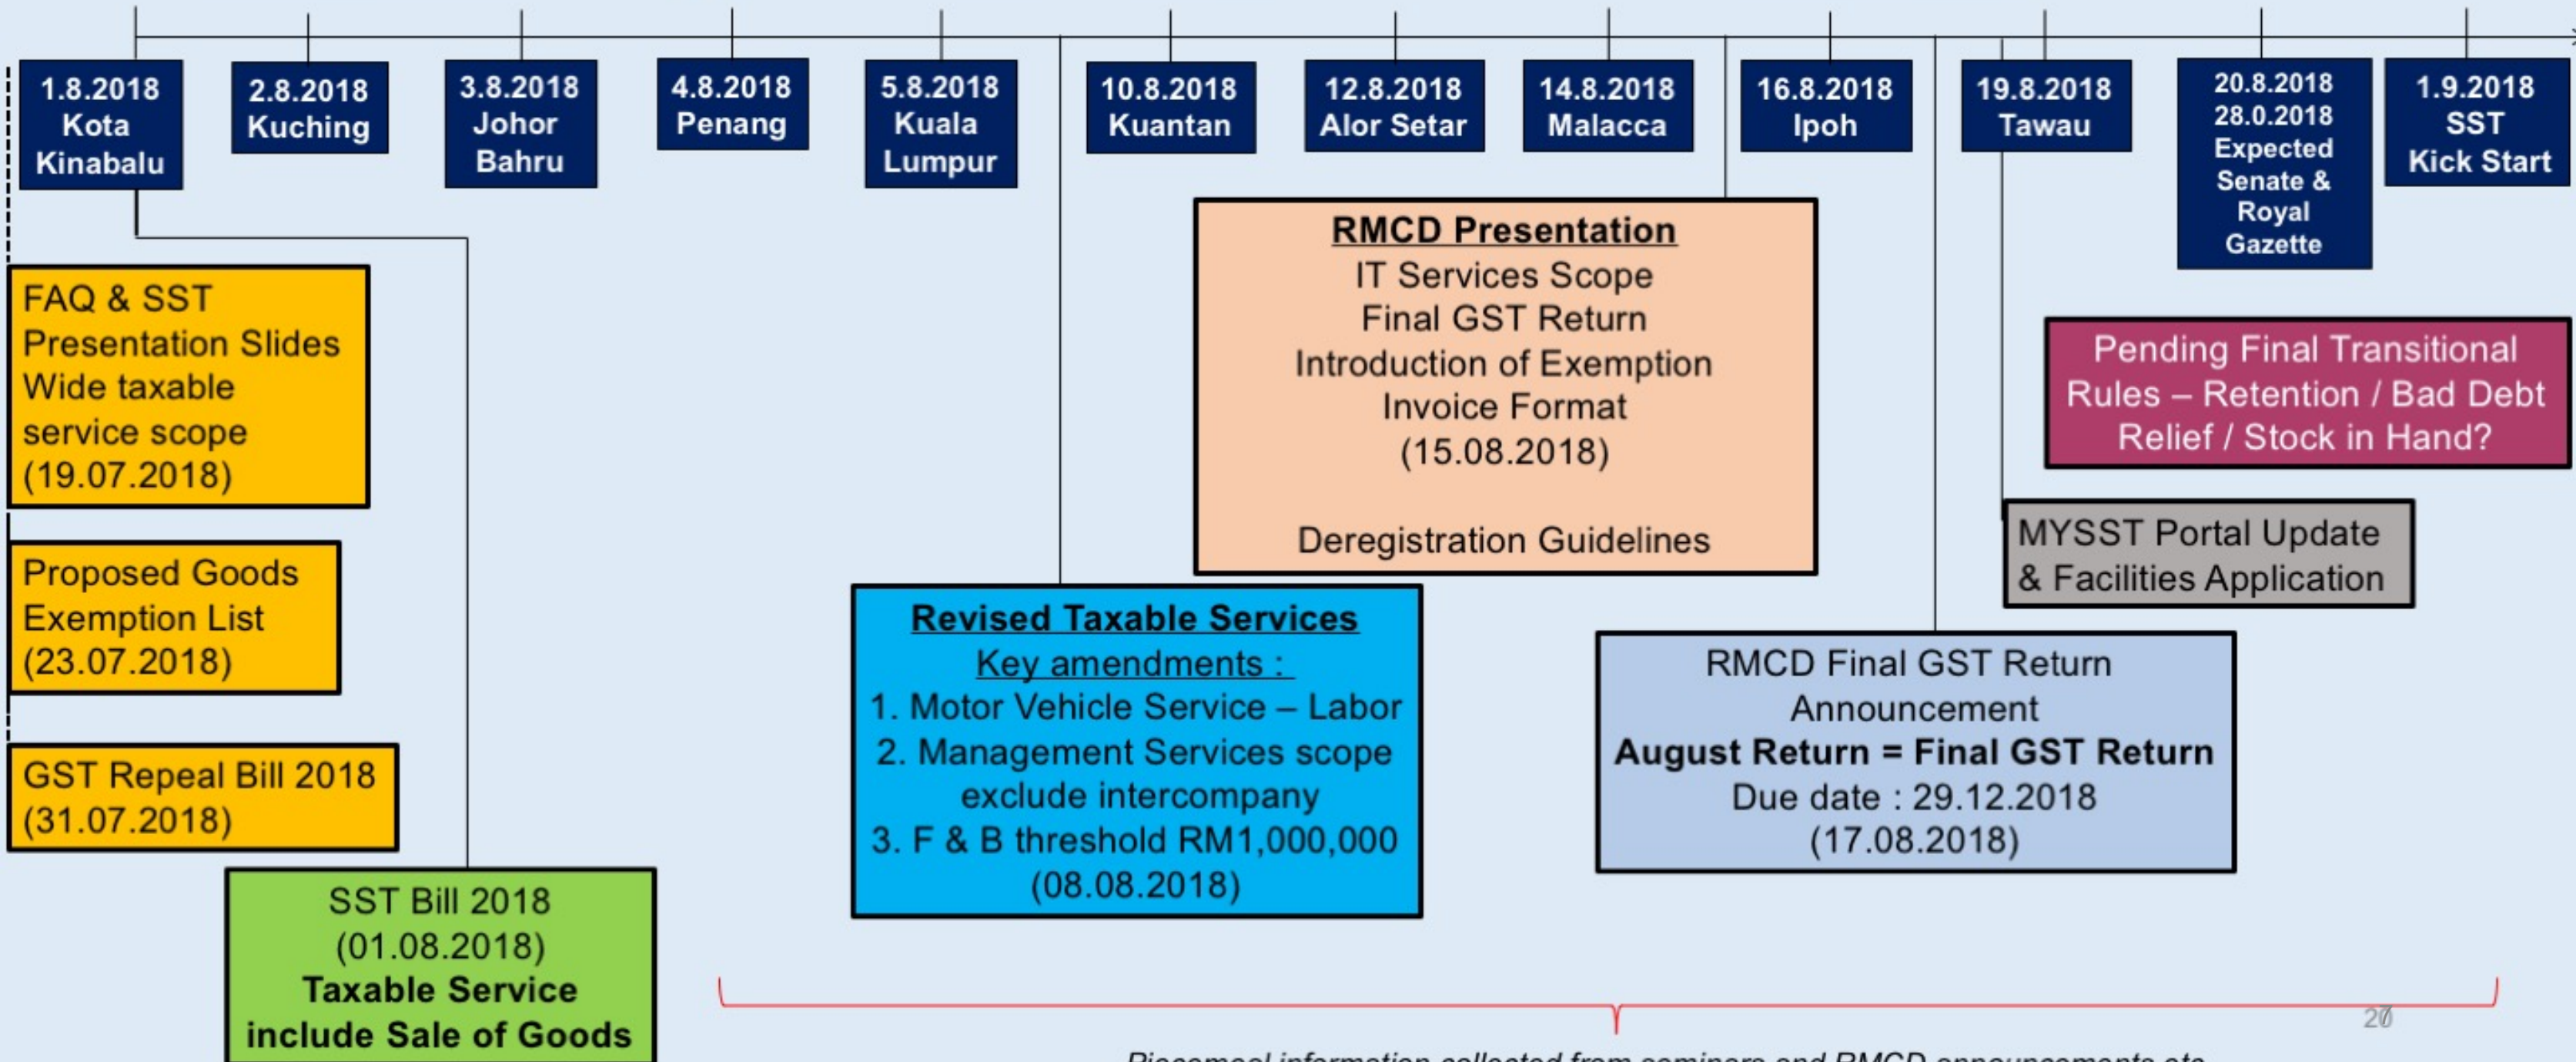 1.8.2018
Kota
Kinabalu
2.8.2018
Kuching
3.8.2018
Johor
Bahru
4.8.2018
Penang
5.8.2018
Kuala
Lumpur
10.8.2018
Kuantan
12.8.2018
Alor Setar
14.8.2018
Malacca
16.8.2018
Ipoh
19.8.2018
Tawau
20.8.2018
28.0.2018
Expected
Senate &
Royal
Gazette
1.9.2018
SST
Kick Start
FAQ & SST
Presentation Slides
Wide taxable
service scope
(19.07.2018)
Proposed Goods
Exemption List
(23.07.2018)
GST Repeal Bill 2018
(31.07.2018)
SST Bill 2018
(01.08.2018)
Taxable Service
include Sale of Goods
Revised Taxable Services
Key amendments :
1. Motor Vehicle Service – Labor
2. Management Services scope
exclude intercompany
3. F & B threshold RM1,000,000
(08.08.2018)
RMCD Presentation
IT Services Scope
Final GST Return
Introduction of Exemption
Invoice Format
(15.08.2018)
Deregistration Guidelines
RMCD Final GST Return
Announcement
August Return = Final GST Return
Due date : 29.12.2018
(17.08.2018)
MYSST Portal Update
& Facilities Application
Pending Final Transitional
Rules – Retention / Bad Debt
Relief / Stock in Hand?
Piecemeal information collected from seminars and RMCD announcements etc